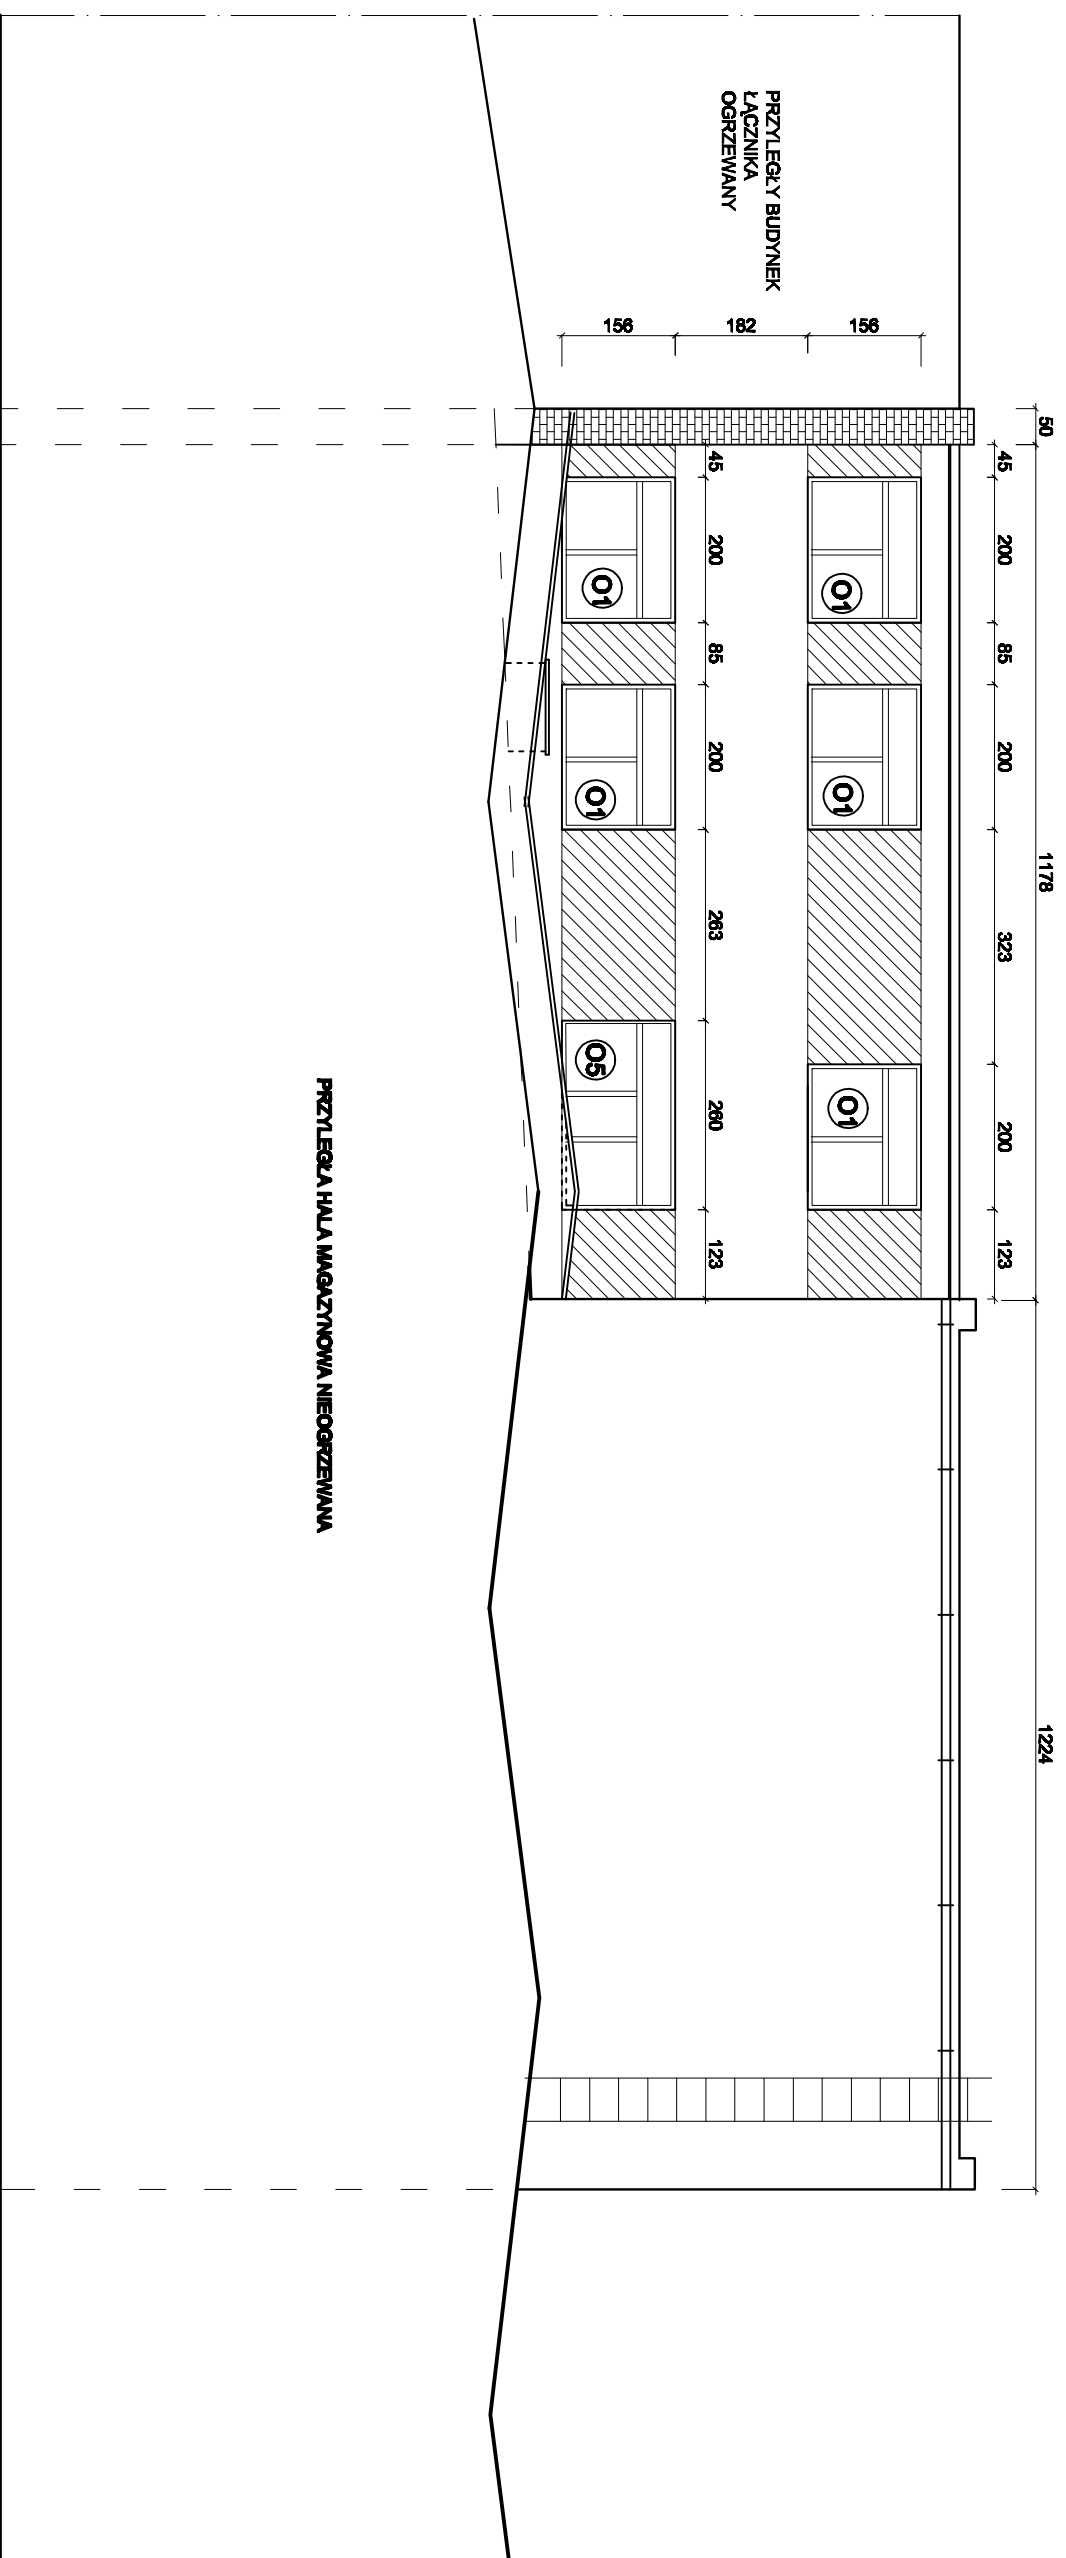 50
1178
1224
45
200
85
200
323
200
123
PRZYLEGŁY BUDYNEK
ŁĄCZNIKA
OGRZEWANY
156
182
156
O1
O1
O1
45
200
85
200
263
260
123
O1
O1
O5
PRZYLEGŁA HALA MAGAZYNOWA NIEOGRZEWANA